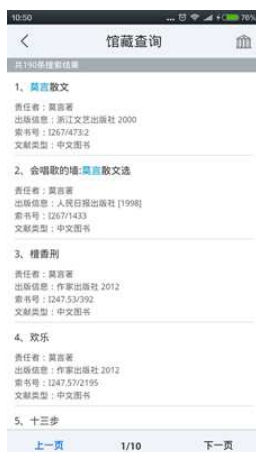 10:50
... 76%
馆藏查询
共190条搜索结果
1、莫言散文
责任者：莫言著
出版信息：浙江文艺出版社 2000
索书号：I267/473:2
文献类型：中文图书
2、会唱歌的墙:莫言散文选
责任者：莫言著
出版信息：人民日报出版社 [1998]
索书号：I267/1433
文献类型：中文图书
3、檀香刑
责任者：莫言著
出版信息：作家出版社 2012
索书号：I247.53/392
文献类型：中文图书
4、欢乐
责任者：莫言著
出版信息：作家出版社 2012
索书号：I247.57/2195
文献类型：中文图书
5、十三步
上一页 1/10 下一页